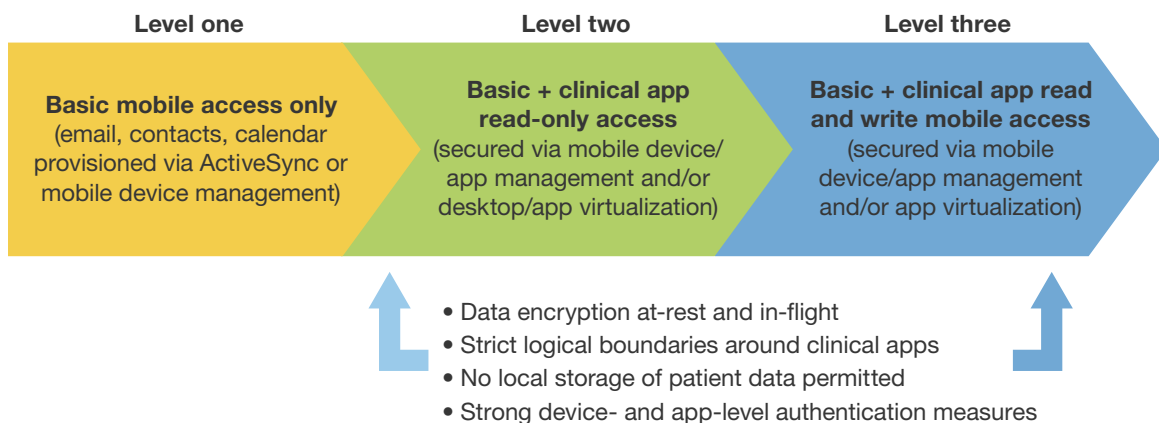 Level one
Level two
Level three
Basic mobile access only
(email, contacts, calendar
provisioned via ActiveSync or
mobile device management)
Basic + clinical app
read-only access
(secured via mobile device/
app management and/or
desktop/app virtualization)
Basic + clinical app read
and write mobile access
(secured via mobile
device/app management
and/or app virtualization)
• Data encryption at-rest and in-flight
• Strict logical boundaries around clinical apps
• No local storage of patient data permitted
• Strong device- and app-level authentication measures